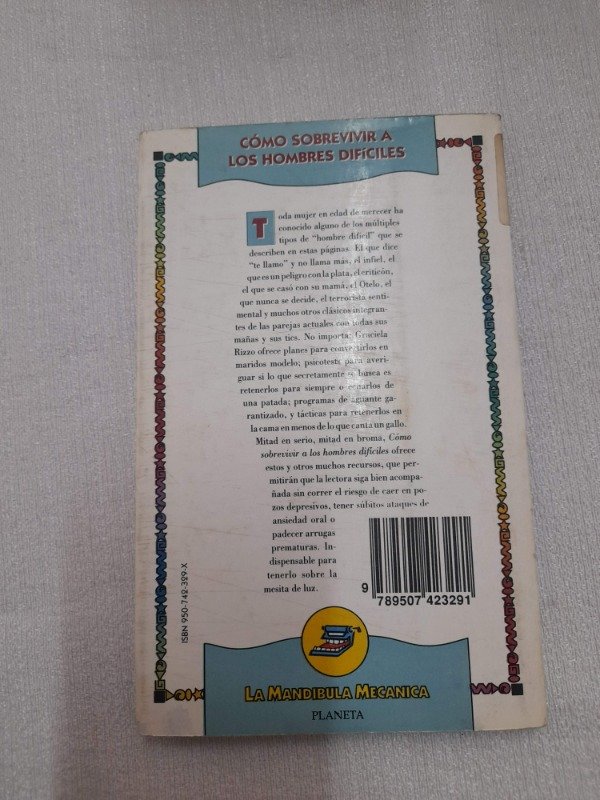 CÓMO SOBREVIVIR A
LOS HOMBRES DIFÍCILES
Toda mujer en edad de merecer ha
conocido alguno de los múltiples
tipos de "hombre difícil" que se
describen en estas páginas. El que dice
"te llamo" y no llama más, el infiel, el
que es un peligro con la plata, el criticón,
el que se casó con su mamá, el Otelo, el
que nunca se decide, el terrorista senti-
mental y muchos otros clásicos integran-
tes de las parejas actuales con todas sus
mañas y sus tics. No importa: Graciela
Rizzo ofrece planes para convertirlos en
maridos modelo; psicotests para averi-
guar si lo que secretamente se busca es
retenerlos para siempre o echarlos de
una patada; programas de aguante ga-
rantizado, y tácticas para retenerlos en
la cama en menos de lo que canta un gallo.
Mitad en serio, mitad en broma, Cómo
sobrevivir a los hombres difíciles ofrece
estos y otros muchos recursos, que per-
mitirán que la lectora siga bien acompa-
ñada sin correr el riesgo de caer en po-
zos depresivos, tener súbitos ataques de
ansiedad oral o
padecer arrugas
prematuras. In-
dispensable para
tenerlo sobre la
mesita de luz.
ISBN 950-742-329-X
9 789507 423291
LA MANDIBULA MECANICA
PLANETA